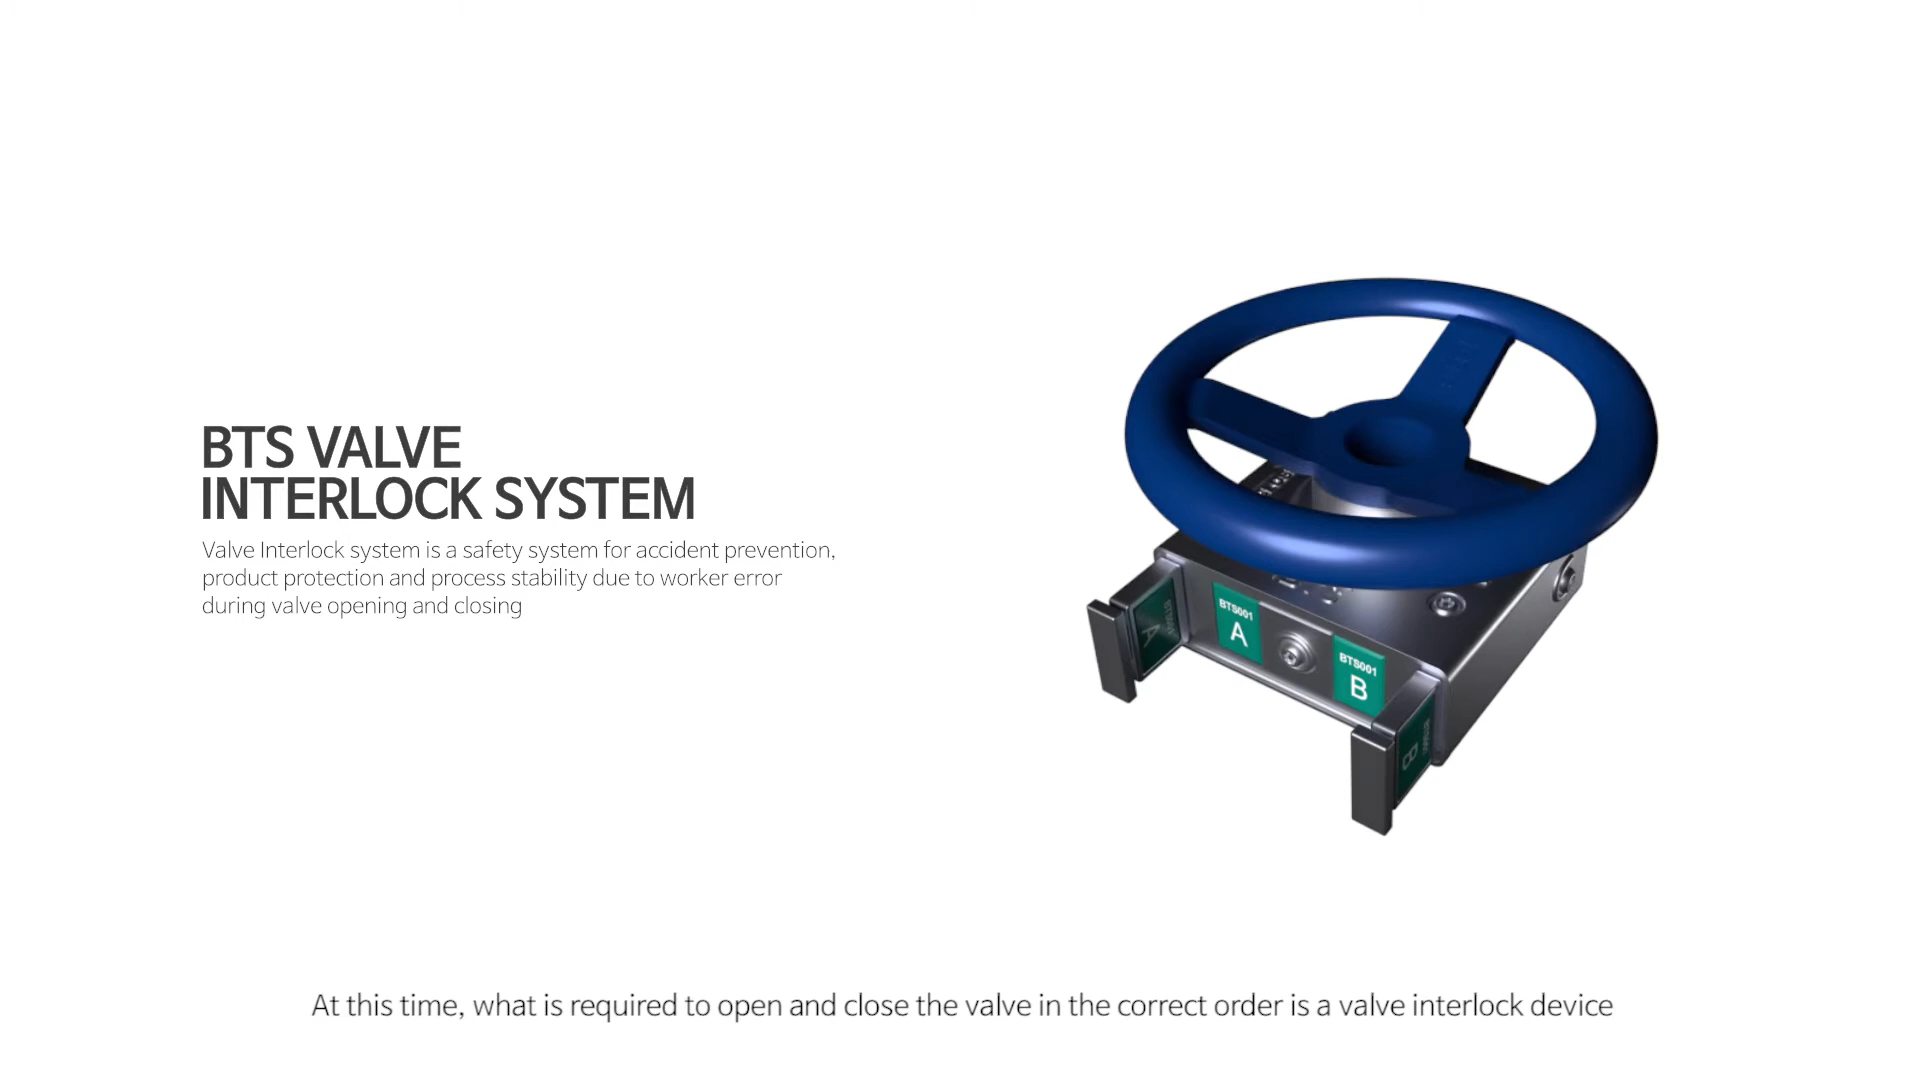 BTS VALVE
INTERLOCK SYSTEM
Valve Interlock system is a safety system for accident prevention,
product protection and process stability due to worker error
during valve opening and closing
BTS001
A
BTS001
B
A
B
At this time, what is required to open and close the valve in the correct order is a valve interlock device